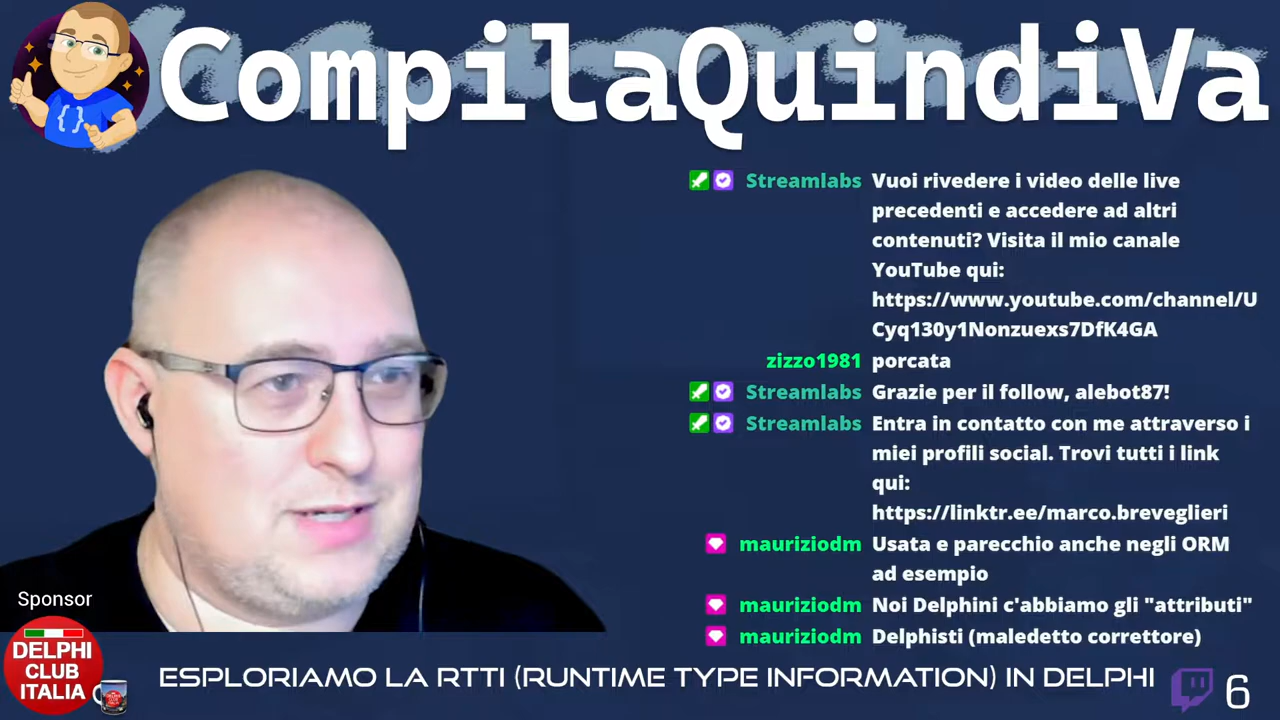 CompilaQuindiVa
{ }
Streamlabs Vuoi rivedere i video delle live
precedenti e accedere ad altri
contenuti? Visita il mio canale
YouTube qui:
https://www.youtube.com/channel/U
Cyq130y1Nonzuexs7DfK4GA
zizzo1981 porcata
Streamlabs Grazie per il follow, alebot87!
Streamlabs Entra in contatto con me attraverso i
miei profili social. Trovi tutti i link
qui:
https://linktr.ee/marco.breveglieri
mauriziodm Usata e parecchio anche negli ORM
ad esempio
mauriziodm Noi Delphini c'abbiamo gli "attributi"
mauriziodm Delphisti (maledetto correttore)
Sponsor
DELPHI
CLUB
ITALIA
ESPLORIAMO LA RTTI (RUNTIME TYPE INFORMATION) IN DELPHI
6